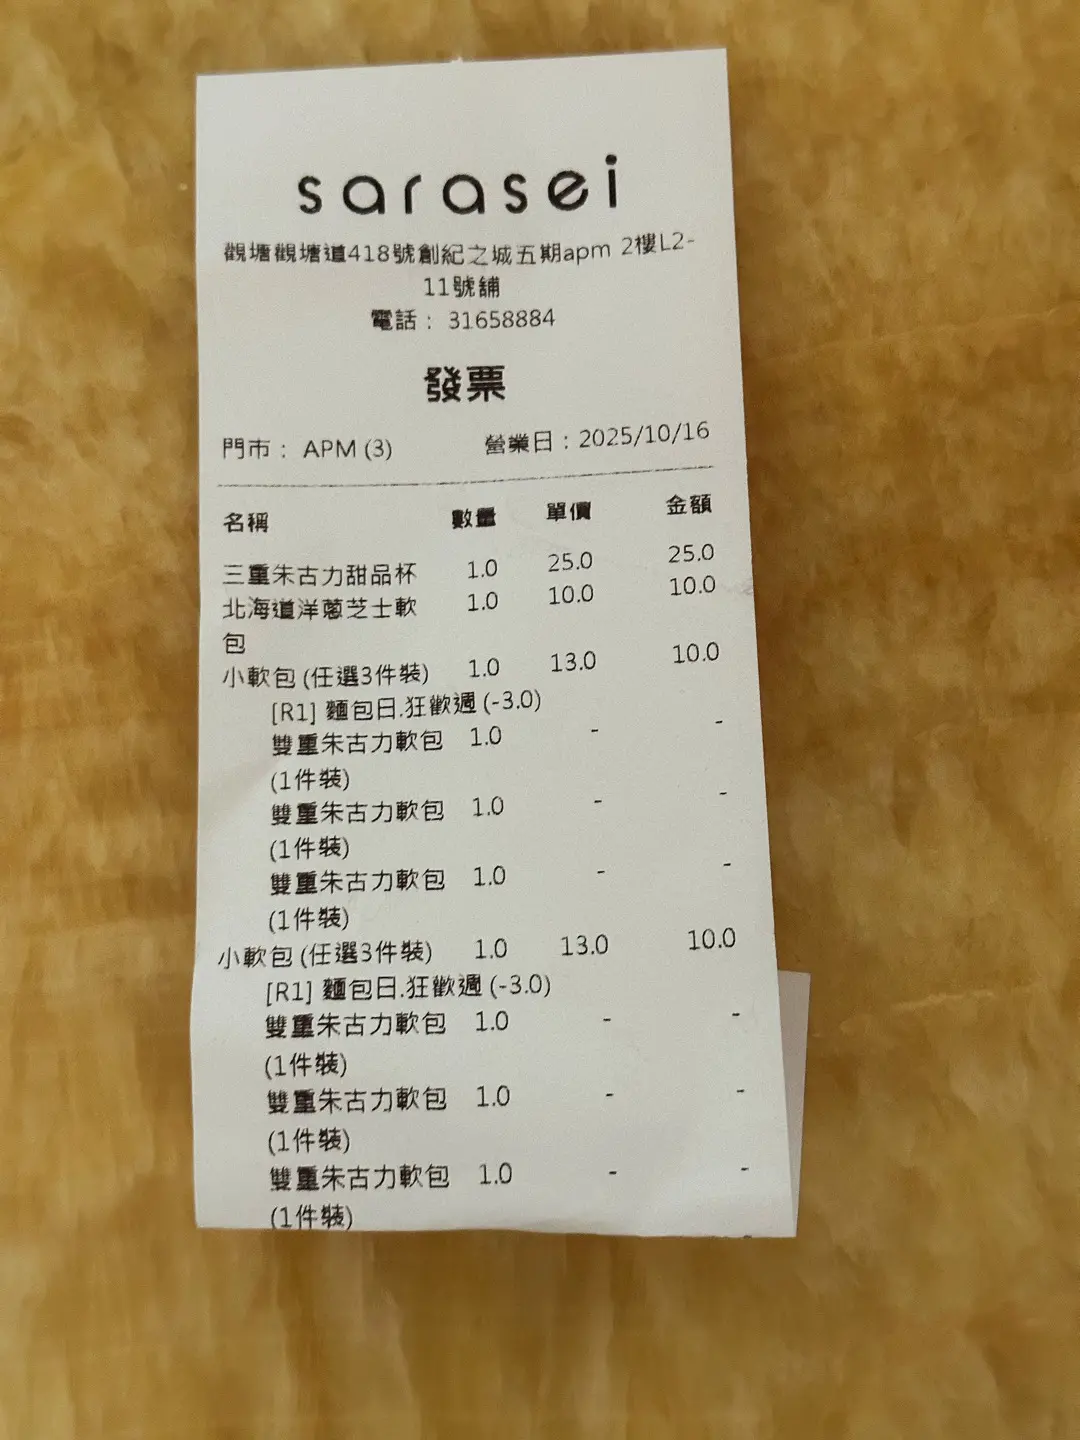 sarasei
觀塘觀塘道418號創紀之城五期apm 2樓L2-
11號舖
電話： 31658884
發票
門市： APM (3) 營業日：2025/10/16
名稱 數量 單價 金額
三重朱古力甜品杯 1.0 25.0 25.0
北海道洋蔥芝士軟 1.0 10.0 10.0
包
小軟包 (任選3件裝) 1.0 13.0 10.0
[R1] 麵包日.狂歡週 (-3.0)
雙重朱古力軟包 1.0 - -
(1件裝)
雙重朱古力軟包 1.0 - -
(1件裝)
雙重朱古力軟包 1.0 - -
(1件裝)
小軟包 (任選3件裝) 1.0 13.0 10.0
[R1] 麵包日.狂歡週 (-3.0)
雙重朱古力軟包 1.0 - -
(1件裝)
雙重朱古力軟包 1.0 - -
(1件裝)
雙重朱古力軟包 1.0 - -
(1件裝)